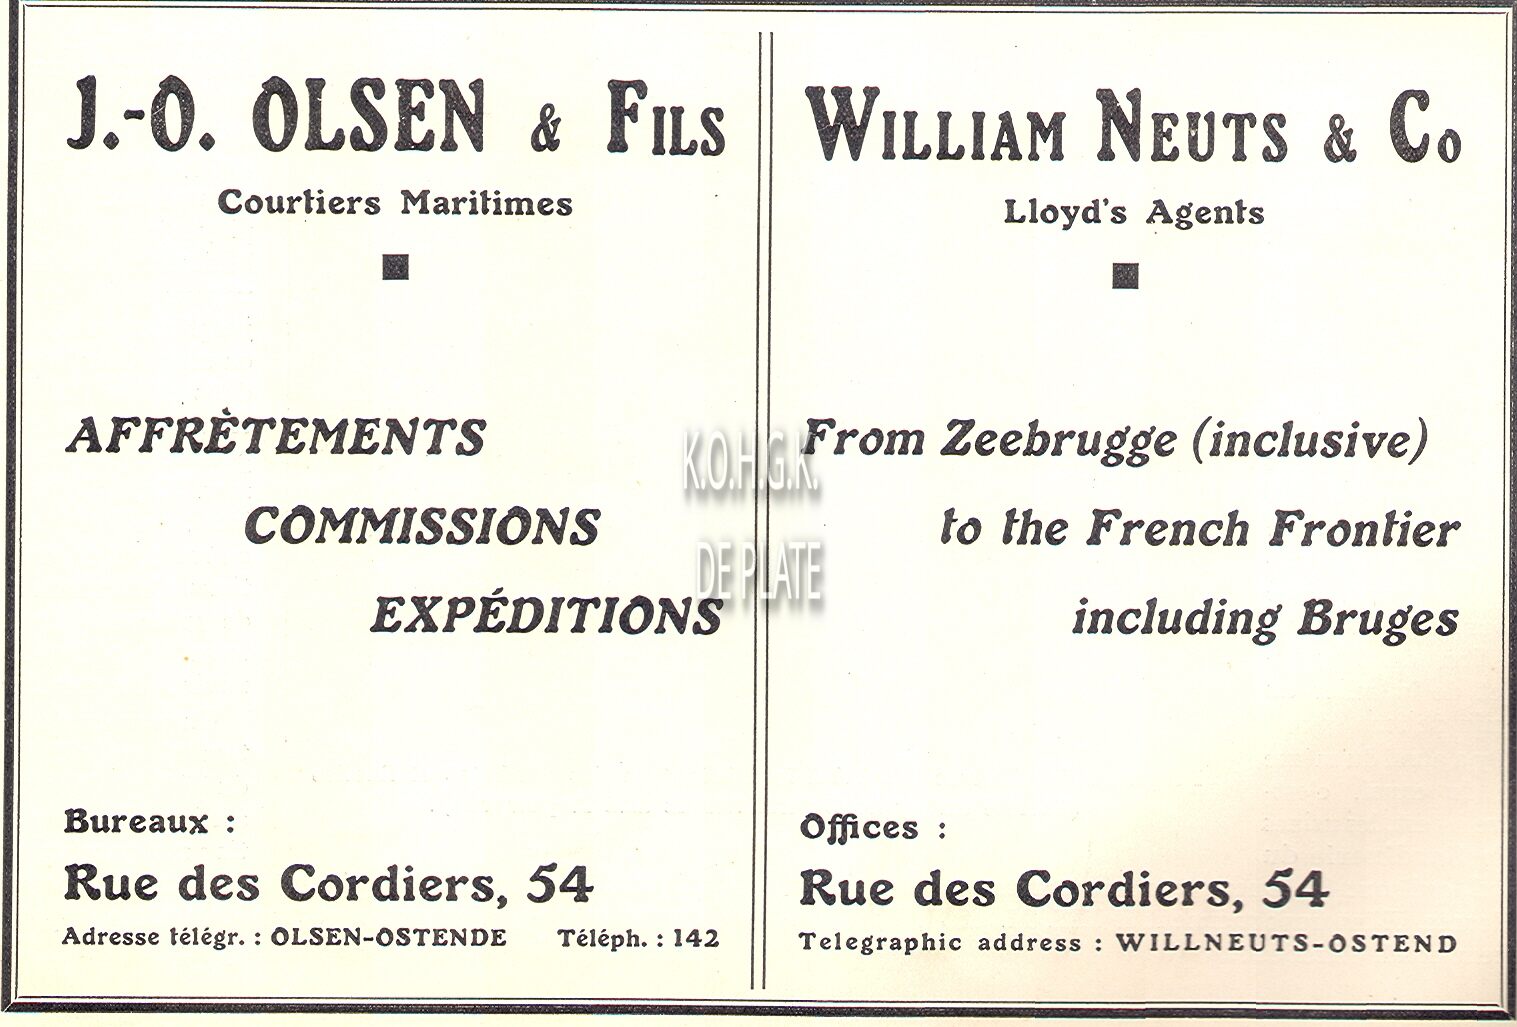 J.-O. OLSEN & FILS
Courtiers Maritimes
AFFRÈTEMENTS
COMMISSIONS
EXPÉDITIONS
Bureaux :
Rue des Cordiers, 54
Adresse télégr. : OLSEN-OSTENDE Téléph. : 142
WILLIAM NEUTS & Co
Lloyd's Agents
From Zeebrugge (inclusive)
to the French Frontier
including Bruges
Offices :
Rue des Cordiers, 54
Telegraphic address : WILLNEUTS-OSTEND
K.O.H.G.K.
DE PLATE